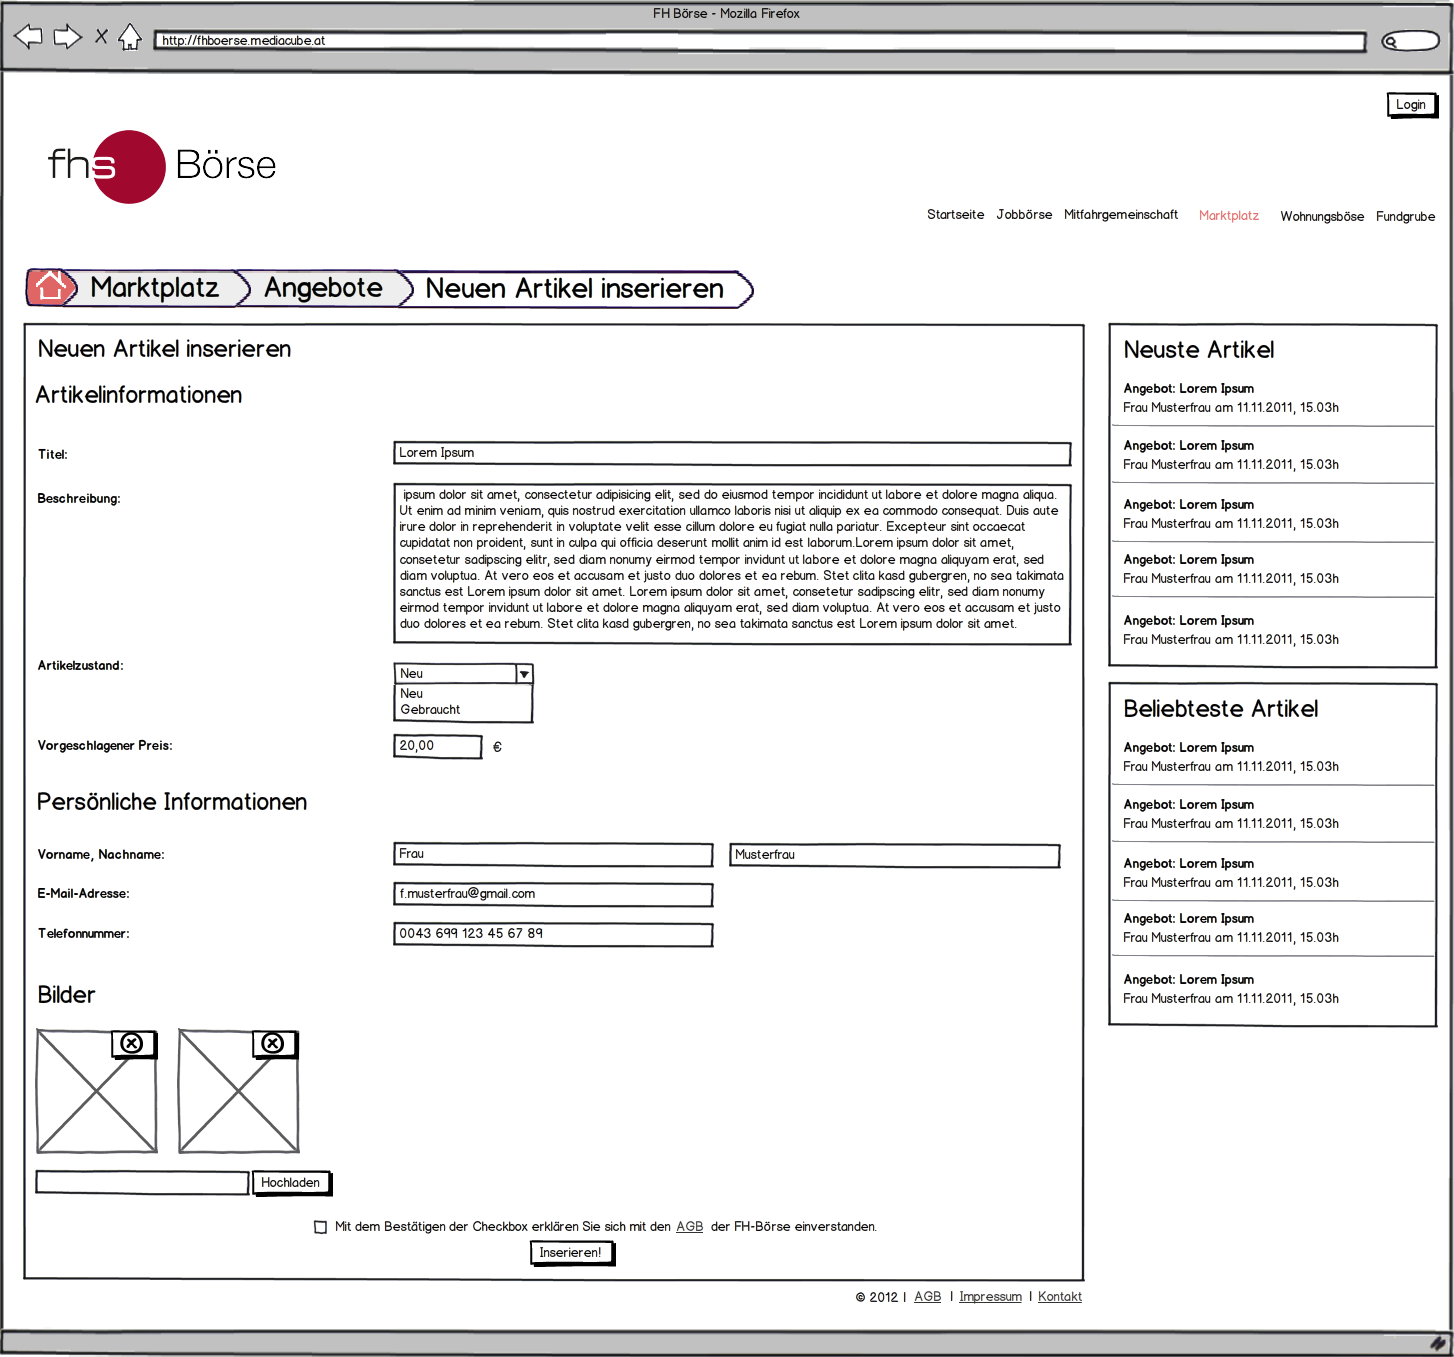 FH Börse - Mozilla Firefox
http://fhboerse.mediacube.at
Login
fhs Börse
Startseite Jobbörse Mitfahrgemeinschaft Marktplatz Wohnungsböse Fundgrube
Marktplatz Angebote Neuen Artikel inserieren
Neuen Artikel inserieren
Artikelinformationen
Titel: Lorem Ipsum
Beschreibung:
ipsum dolor sit amet, consectetur adipisicing elit, sed do eiusmod tempor incididunt ut labore et dolore magna aliqua.
Ut enim ad minim veniam, quis nostrud exercitation ullamco laboris nisi ut aliquip ex ea commodo consequat. Duis aute
irure dolor in reprehenderit in voluptate velit esse cillum dolore eu fugiat nulla pariatur. Excepteur sint occaecat
cupidatat non proident, sunt in culpa qui officia deserunt mollit anim id est laborum.Lorem ipsum dolor sit amet,
consetetur sadipscing elitr, sed diam nonumy eirmod tempor invidunt ut labore et dolore magna aliquyam erat, sed
diam voluptua. At vero eos et accusam et justo duo dolores et ea rebum. Stet clita kasd gubergren, no sea takimata
sanctus est Lorem ipsum dolor sit amet. Lorem ipsum dolor sit amet, consetetur sadipscing elitr, sed diam nonumy
eirmod tempor invidunt ut labore et dolore magna aliquyam erat, sed diam voluptua. At vero eos et accusam et justo
duo dolores et ea rebum. Stet clita kasd gubergren, no sea takimata sanctus est Lorem ipsum dolor sit amet.
Artikelzustand:
Neu
Neu
Gebraucht
Vorgeschlagener Preis: 20,00 €
Persönliche Informationen
Vorname, Nachname: Frau Musterfrau
E-Mail-Adresse: f.musterfrau@gmail.com
Telefonnummer: 0043 699 123 45 67 89
Bilder
Hochladen
Mit dem Bestätigen der Checkbox erklären Sie sich mit den AGB der FH-Börse einverstanden.
Inserieren!
Neuste Artikel
Angebot: Lorem Ipsum
Frau Musterfrau am 11.11.2011, 15.03h
Angebot: Lorem Ipsum
Frau Musterfrau am 11.11.2011, 15.03h
Angebot: Lorem Ipsum
Frau Musterfrau am 11.11.2011, 15.03h
Angebot: Lorem Ipsum
Frau Musterfrau am 11.11.2011, 15.03h
Angebot: Lorem Ipsum
Frau Musterfrau am 11.11.2011, 15.03h
Beliebteste Artikel
Angebot: Lorem Ipsum
Frau Musterfrau am 11.11.2011, 15.03h
Angebot: Lorem Ipsum
Frau Musterfrau am 11.11.2011, 15.03h
Angebot: Lorem Ipsum
Frau Musterfrau am 11.11.2011, 15.03h
Angebot: Lorem Ipsum
Frau Musterfrau am 11.11.2011, 15.03h
Angebot: Lorem Ipsum
Frau Musterfrau am 11.11.2011, 15.03h
© 2012 | AGB | Impressum | Kontakt